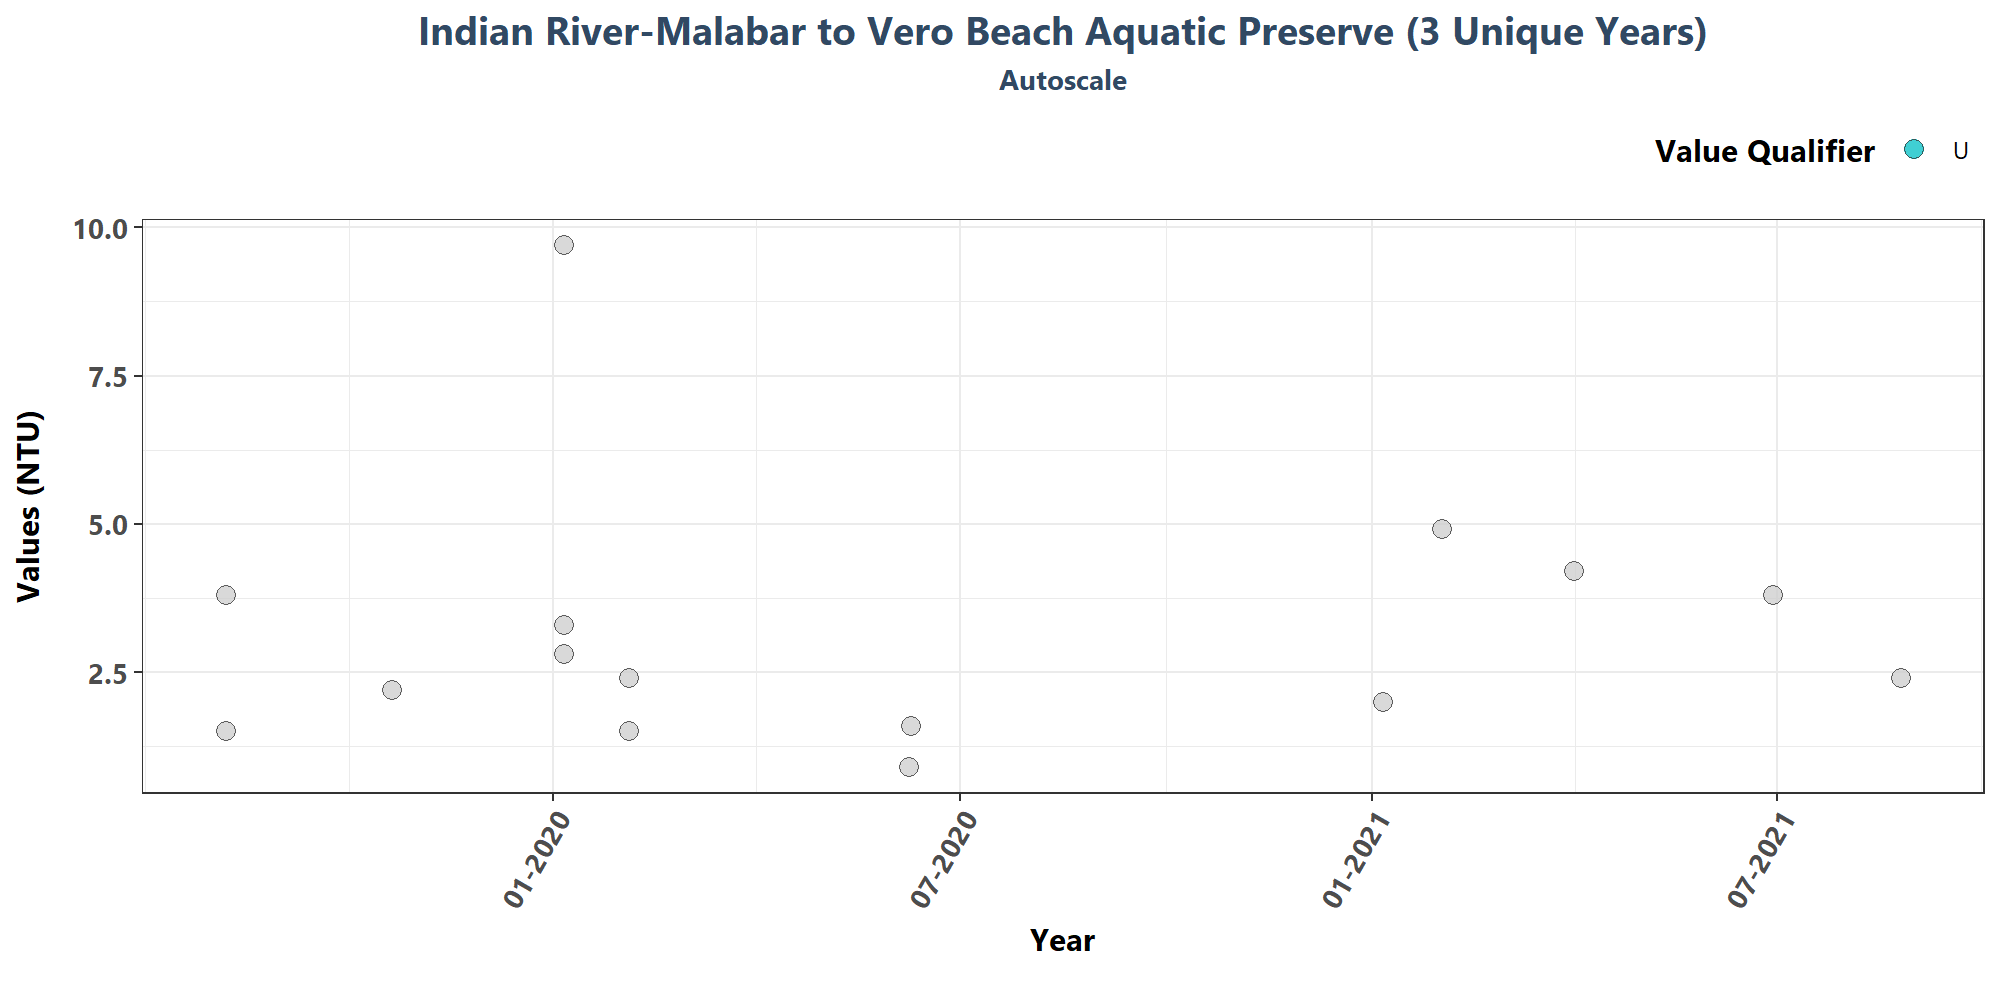 Indian River-Malabar to Vero Beach Aquatic Preserve (3 Unique Years)
Autoscale
Value Qualifier U
10.0
7.5
5.0
2.5
Values (NTU)
01-2020
07-2020
01-2021
07-2021
Year